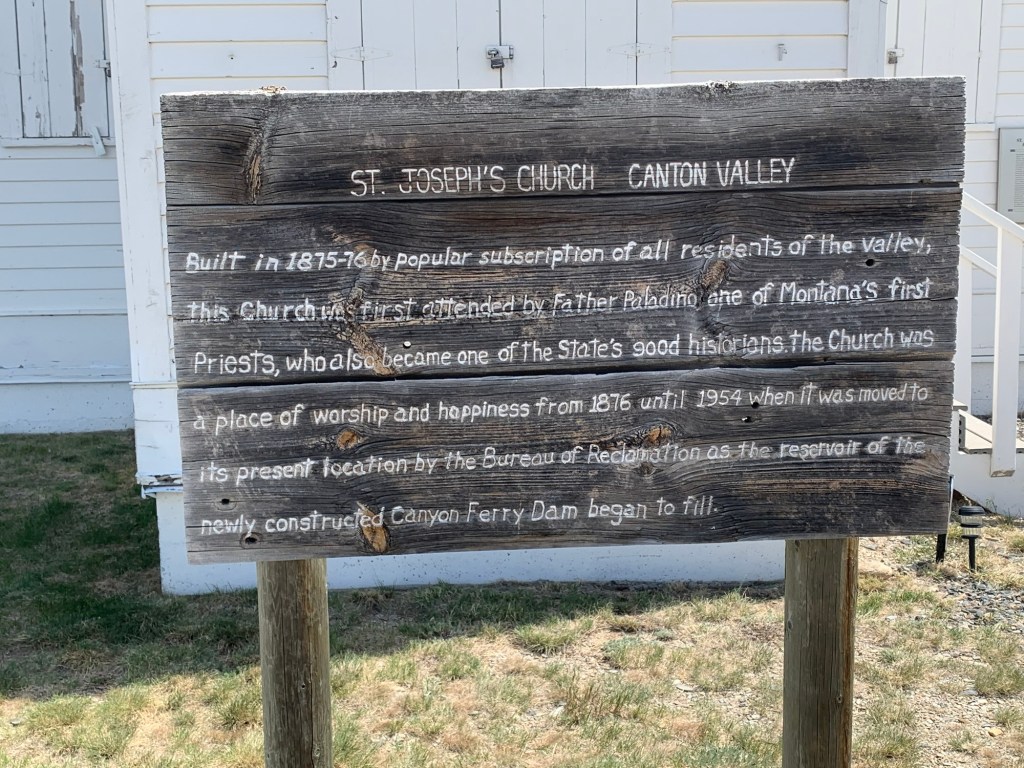 ST. JOSEPH'S CHURCH CANTON VALLEY
Built in 1875-76 by popular subscription of all residents of the valley,
this Church was first attended by Father Paladino, one of Montana's first
Priests, who also became one of the State's good historians. the Church was
a place of worship and happiness from 1876 until 1954 when it was moved to
its present location by the Bureau of Reclamation as the reservoir of the
newly constructed Canyon Ferry Dam began to fill.